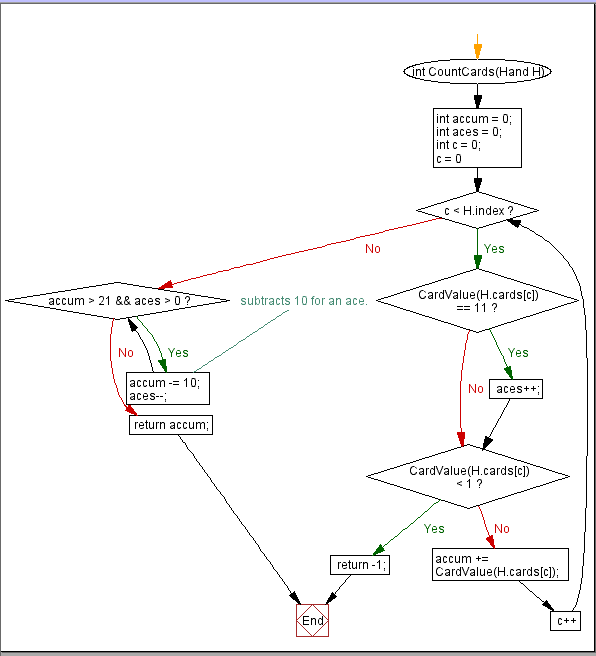 int CountCards(Hand H)
int accum = 0;
int aces = 0;
int c = 0;
c = 0
c < H.index ?
No
Yes
accum > 21 && aces > 0 ?
subtracts 10 for an ace.
CardValue(H.cards[c])
== 11 ?
No
Yes
Yes
accum -= 10;
aces--;
No
aces++;
return accum;
CardValue(H.cards[c])
< 1 ?
Yes
No
return -1;
accum +=
CardValue(H.cards[c]);
End
c++